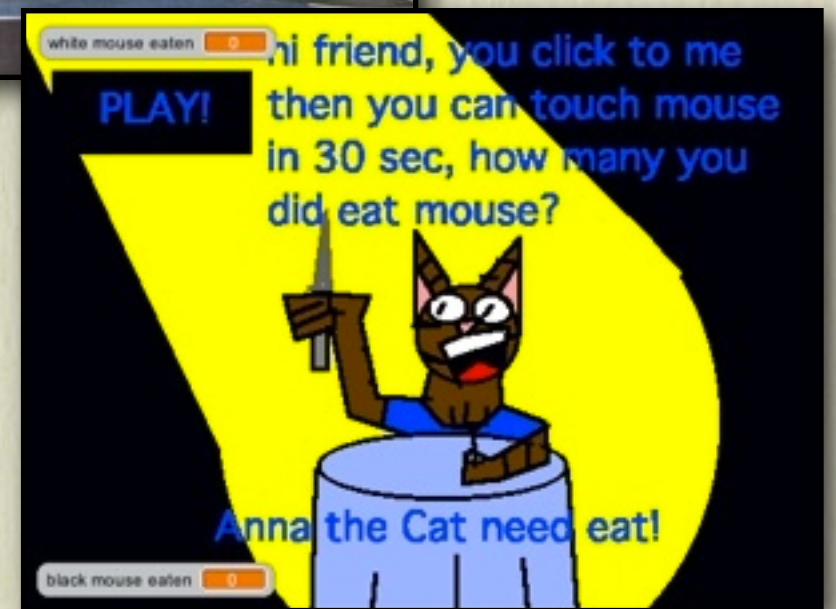 white mouse eaten 0
hi friend, you click to me
PLAY!
then you can touch mouse
in 30 sec, how many you
did eat mouse?
Anna the Cat need eat!
black mouse eaten 0